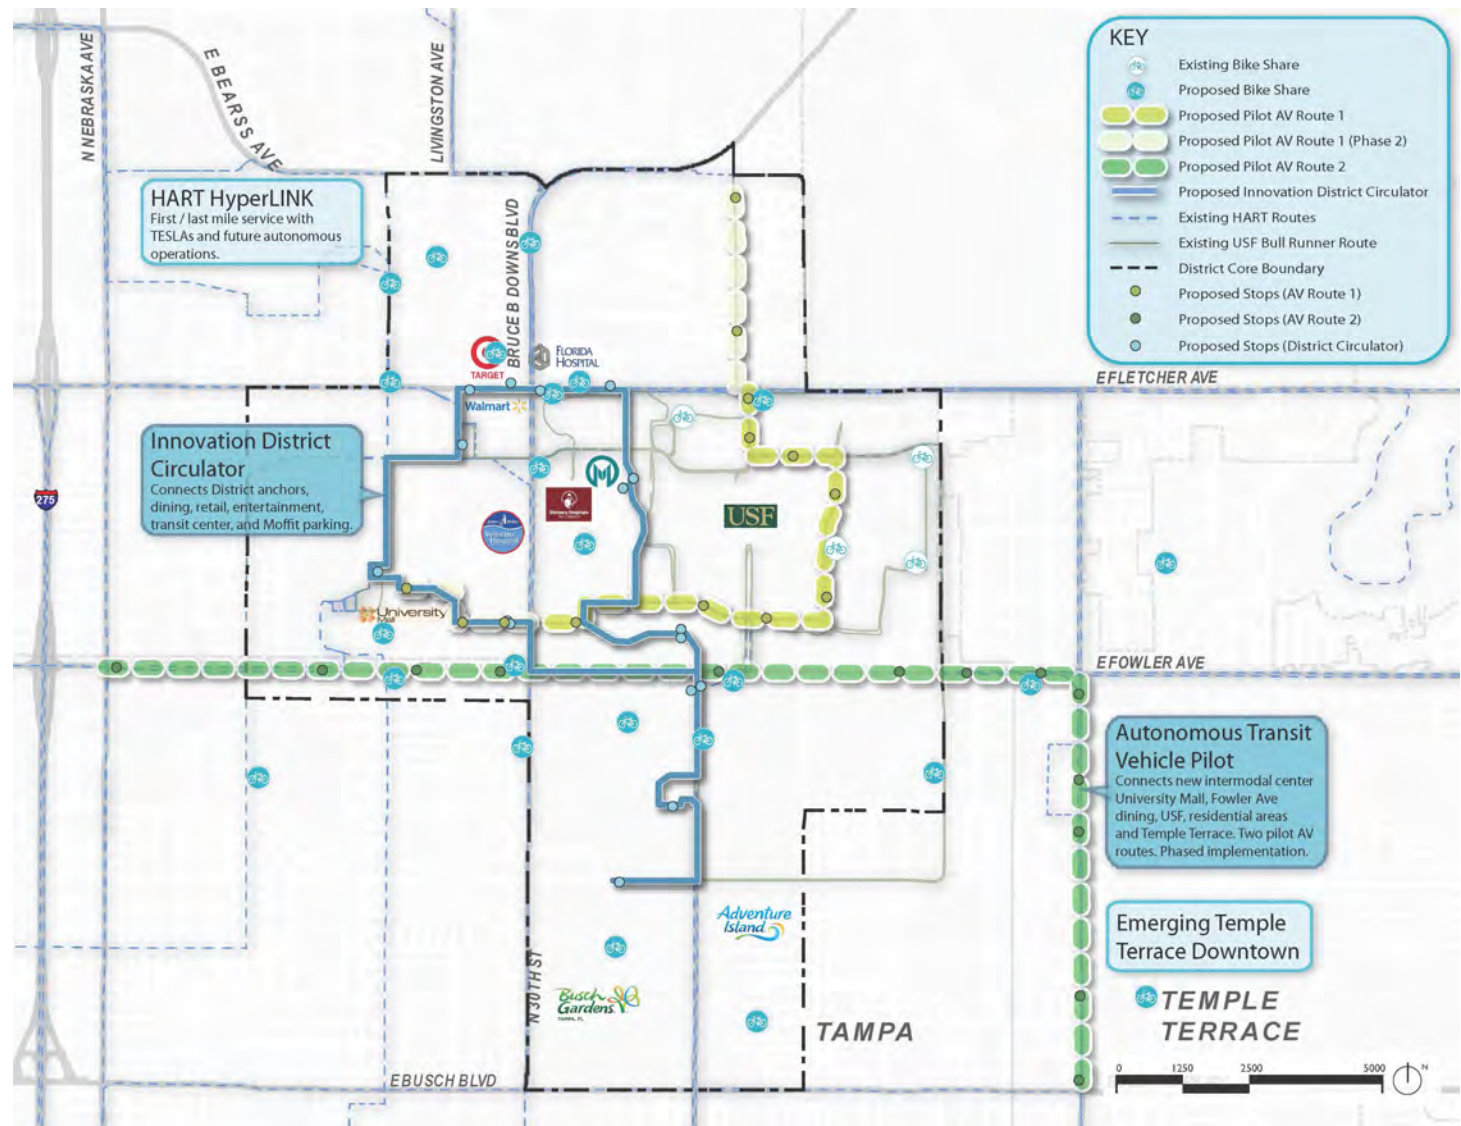 KEY
Existing Bike Share
Proposed Bike Share
Proposed Pilot AV Route 1
Proposed Pilot AV Route 1 (Phase 2)
Proposed Pilot AV Route 2
Proposed Innovation District Circulator
Existing HART Routes
Existing USF Bull Runner Route
District Core Boundary
Proposed Stops (AV Route 1)
Proposed Stops (AV Route 2)
Proposed Stops (District Circulator)
N NEBRASKA AVE
E BEARSS AVE
LIVINGSTON AVE
HART HyperLINK
First / last mile service with
TESLAs and future autonomous
operations.
BRUCE B DOWNS BLVD
TARGET
FLORIDA
HOSPITAL
E FLETCHER AVE
Walmart
Innovation District
Circulator
Connects District anchors,
dining, retail, entertainment,
transit center, and Moffit parking.
275
M
USF
University
Mall
E FOWLER AVE
Autonomous Transit
Vehicle Pilot
Connects new intermodal center
University Mall, Fowler Ave
dining, USF, residential areas
and Temple Terrace. Two pilot AV
routes. Phased implementation.
Adventure
Island
Emerging Temple
Terrace Downtown
N 30TH ST
Busch
Gardens
TAMPA, FL
TEMPLE
TERRACE
TAMPA
E BUSCH BLVD
0 1250 2500 5000 N